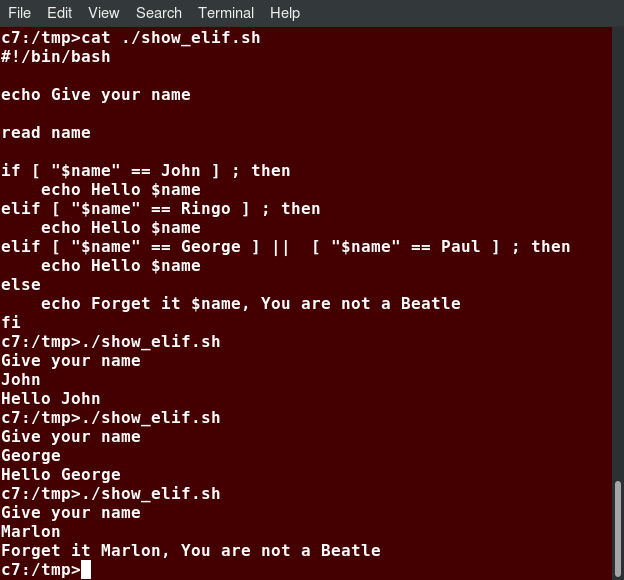 File Edit View Search Terminal Help
c7:/tmp>cat ./show_elif.sh
#!/bin/bash

echo Give your name

read name

if [ "$name" == John ] ; then
    echo Hello $name
elif [ "$name" == Ringo ] ; then
    echo Hello $name
elif [ "$name" == George ] ||  [ "$name" == Paul ] ; then
    echo Hello $name
else
    echo Forget it $name, You are not a Beatle
fi
c7:/tmp>./show_elif.sh
Give your name
John
Hello John
c7:/tmp>./show_elif.sh
Give your name
George
Hello George
c7:/tmp>./show_elif.sh
Give your name
Marlon
Forget it Marlon, You are not a Beatle
c7:/tmp>